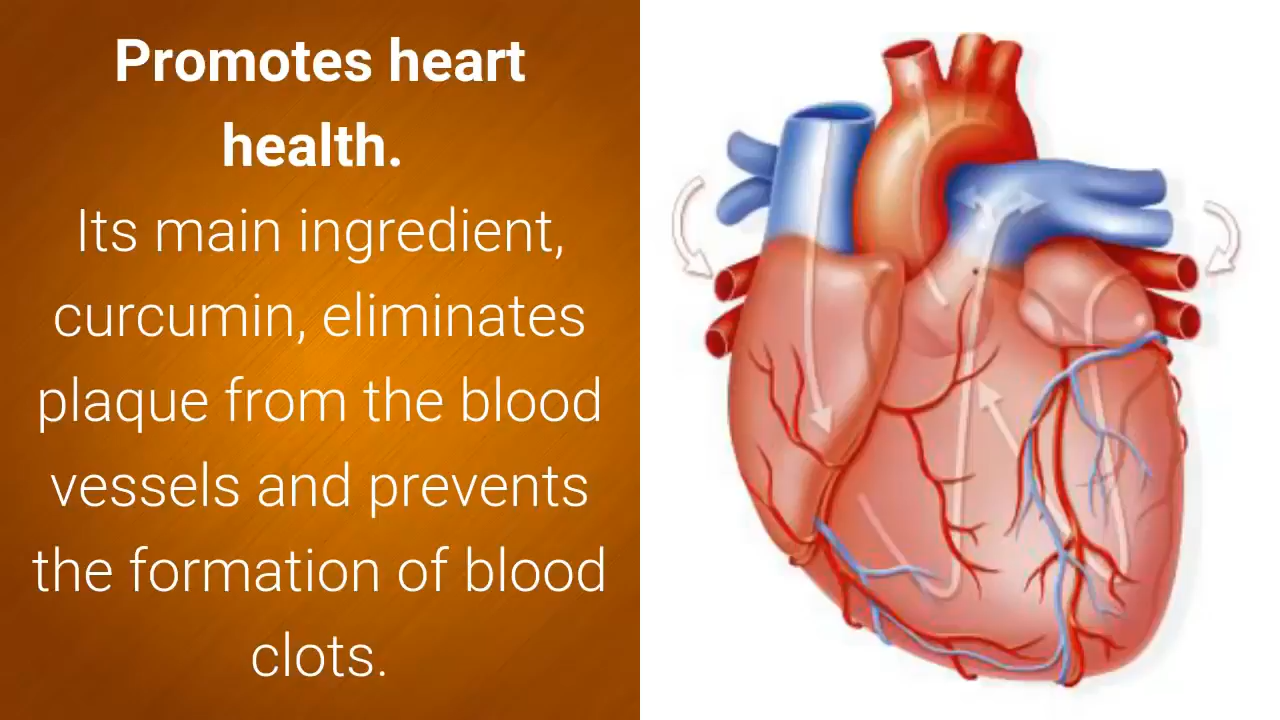 Promotes heart
health.
Its main ingredient,
curcumin, eliminates
plaque from the blood
vessels and prevents
the formation of blood
clots.